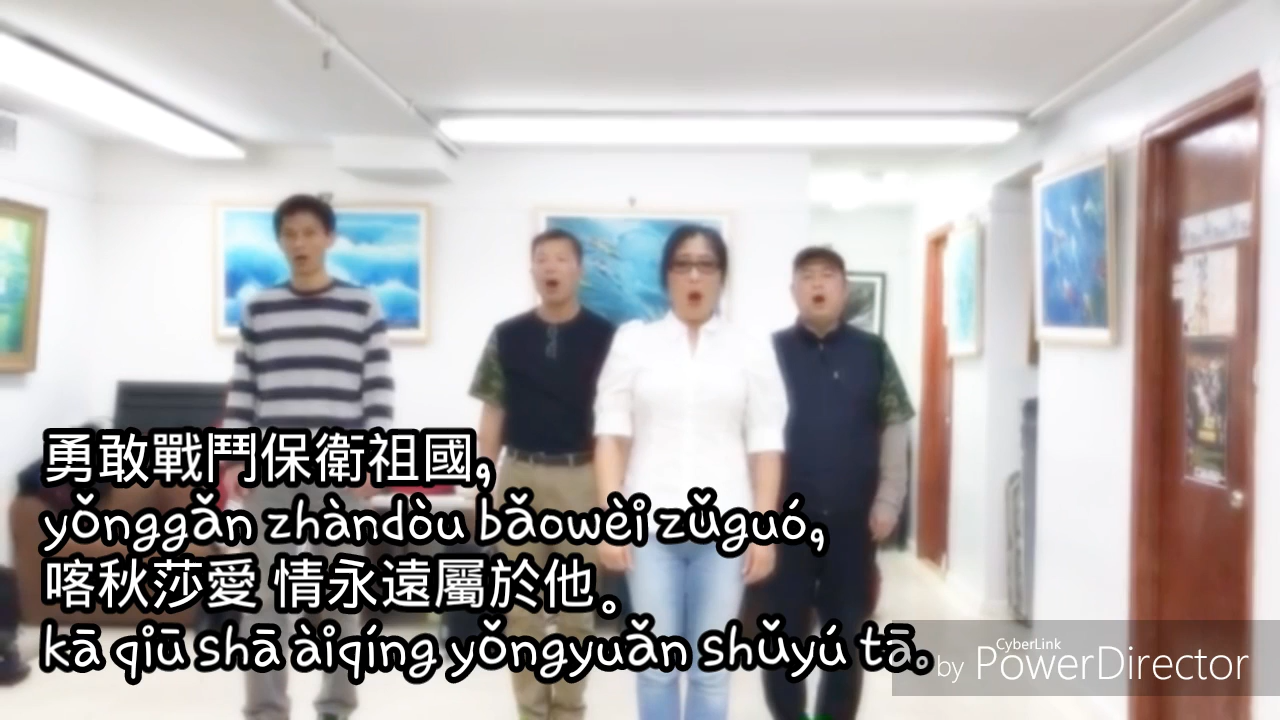 勇敢戰鬥保衛祖國,
yǒnggǎn zhàndòu bǎowèi zǔguó,
喀秋莎愛 情永遠屬於他。
kā qiū shā àiqíng yǒngyuǎn shǔyú tā.
CyberLink
by PowerDirector